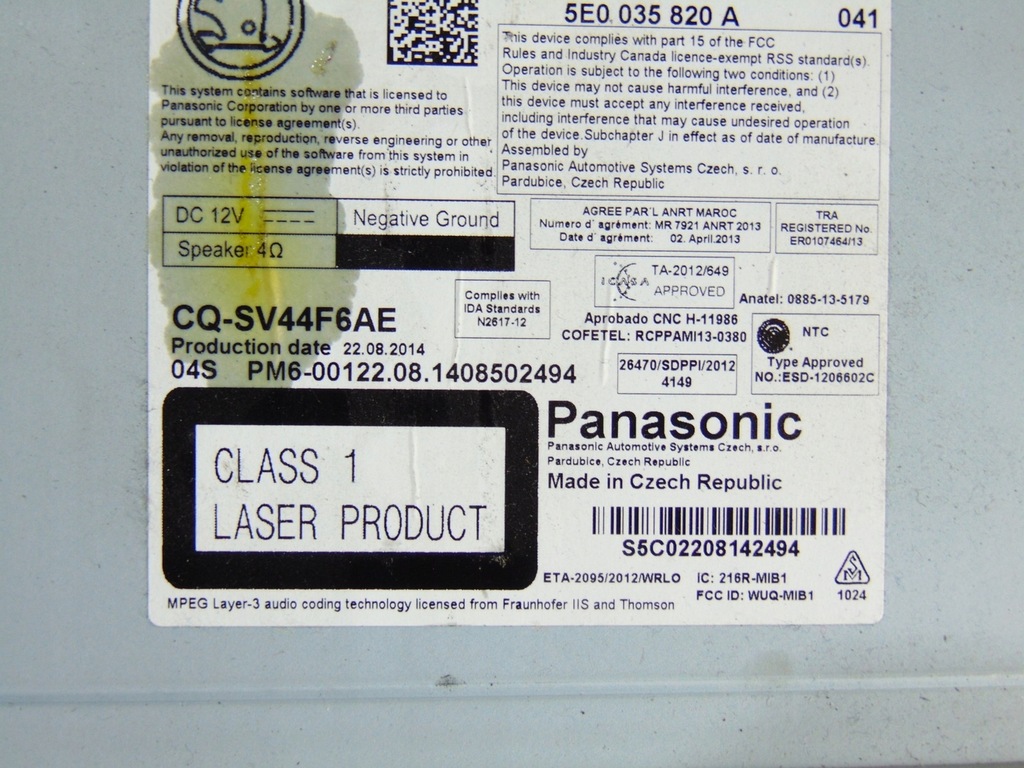 5E0 035 820 A 041
This device complies with part 15 of the FCC
Rules and Industry Canada licence-exempt RSS standard(s).
Operation is subject to the following two conditions: (1)
This device may not cause harmful interference, and (2)
this device must accept any interference received,
including interference that may cause undesired operation
of the device.Subchapter J in effect as of date of manufacture.
Assembled by
Panasonic Automotive Systems Czech, s. r. o.
Pardubice, Czech Republic
This system contains software that is licensed to
Panasonic Corporation by one or more third parties
pursuant to license agreement(s).
Any removal, reproduction, reverse engineering or other
unauthorized use of the software from this system in
violation of the license agreement(s) is strictly prohibited.
DC 12V Negative Ground
Speaker 4Ω
AGREE PAR'L ANRT MAROC
Numero d' agrément: MR 7921 ANRT 2013
Date d' agrément: 02. April.2013
TRA
REGISTERED No.
ER0107464/13
ICASA TA-2012/649
APPROVED
Anatel: 0885-13-5179
Complies with
IDA Standards
N2617-12
Aprobado CNC H-11986
COFETEL: RCPPAMI13-0380
NTC
Type Approved
NO.:ESD-1206602C
26470/SDPPI/2012
4149
CQ-SV44F6AE
Production date 22.08.2014
04S PM6-00122.08.1408502494
CLASS 1
LASER PRODUCT
Panasonic
Panasonic Automotive Systems Czech, s.r.o.
Pardubice, Czech Republic
Made in Czech Republic
S5C02208142494
ETA-2095/2012/WRLO IC: 216R-MIB1
FCC ID: WUQ-MIB1
1024
MPEG Layer-3 audio coding technology licensed from Fraunhofer IIS and Thomson